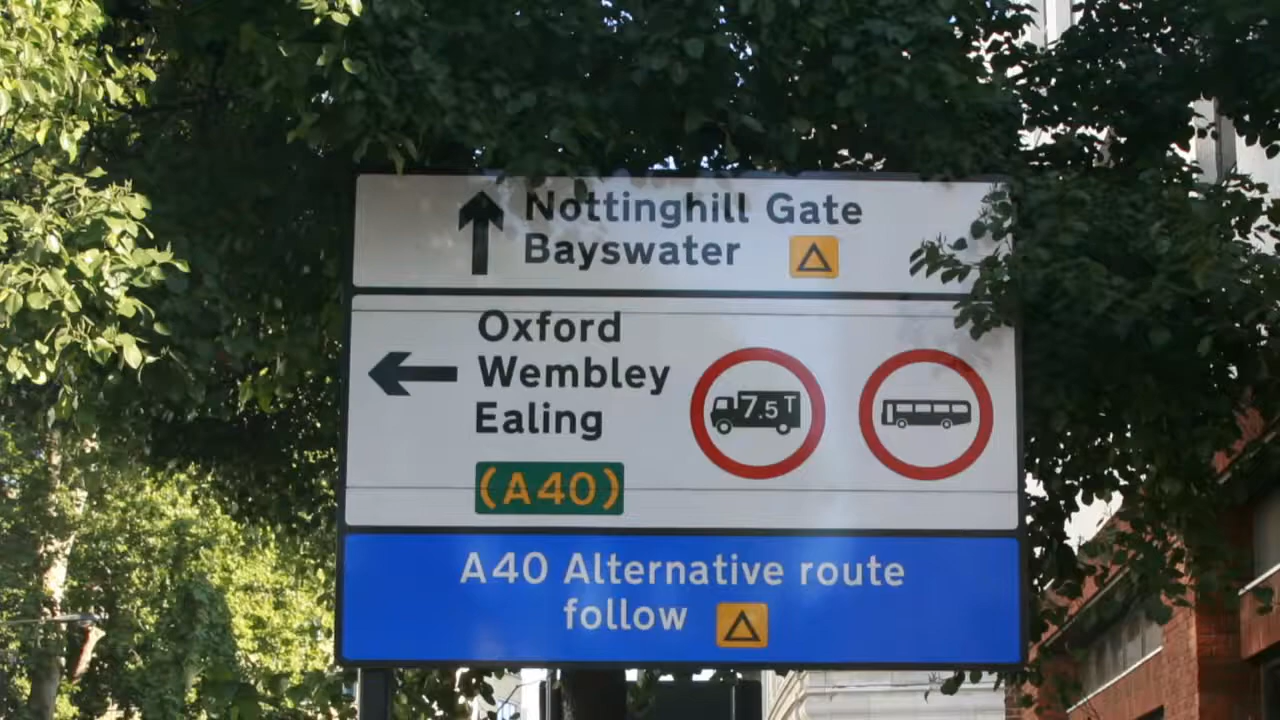 Nottinghill Gate
Bayswater
Oxford
Wembley
Ealing
7.5T
(A40)
A40 Alternative route
follow